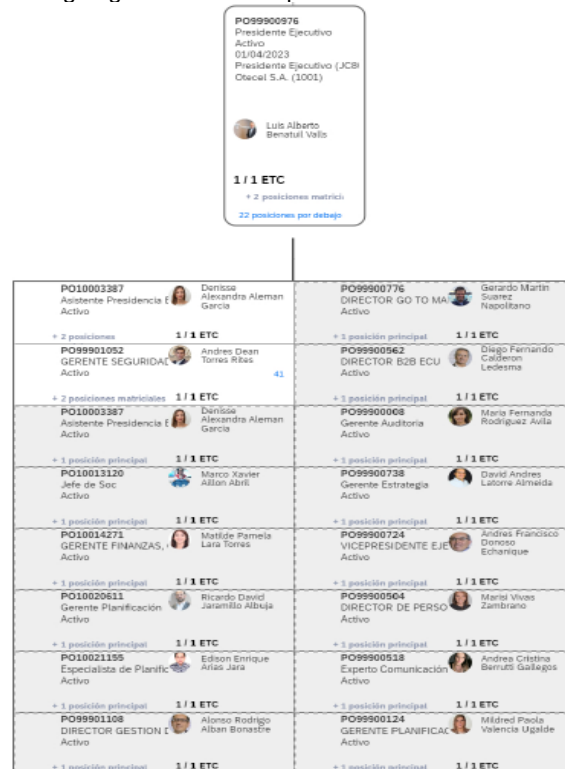 PO99900976
Presidente Ejecutivo
Activo
01/04/2023
Presidente Ejecutivo (JC8
Otecel S.A. (1001)
Luis Alberto
Benatuil Valls
1 / 1 ETC
+ 2 posiciones matrici
22 posiciones por debajo
PO10003387
Asistente Presidencia E
Activo
Denisse
Alexandra Aleman
Garcia
+ 2 posiciones
1 / 1 ETC
PO99900776
DIRECTOR GO TO MA
Activo
Gerardo Martin
Suarez
Napolitano
+ 1 posición principal
1 / 1 ETC
PO99901052
GERENTE SEGURIDAD
Activo
Andres Dean
Torres Rites
41
+ 2 posiciones matriciales
1 / 1 ETC
PO99900562
DIRECTOR B2B ECU
Activo
Diego Fernando
Calderon
Ledesma
+ 1 posición principal
1 / 1 ETC
PO10003387
Asistente Presidencia E
Activo
Denisse
Alexandra Aleman
Garcia
+ 1 posición principal
1 / 1 ETC
PO99900008
Gerente Auditoria
Activo
Maria Fernanda
Rodriguez Avila
+ 1 posición principal
1 / 1 ETC
PO10013120
Jefe de Soc
Activo
Marco Xavier
Aillon Abril
+ 1 posición principal
1 / 1 ETC
PO99900738
Gerente Estrategia
Activo
David Andres
Latorre Almeida
+ 1 posición principal
1 / 1 ETC
PO10014271
GERENTE FINANZAS,
Activo
Matilde Pamela
Lara Torres
+ 1 posición principal
1 / 1 ETC
PO99900724
VICEPRESIDENTE EJE
Activo
Andres Francisco
Donoso
Echanique
+ 1 posición principal
1 / 1 ETC
PO10020611
Gerente Planificación
Activo
Ricardo David
Jaramillo Albuja
+ 1 posición principal
1 / 1 ETC
PO99900504
DIRECTOR DE PERSO
Activo
Marisi Vivas
Zambrano
+ 1 posición principal
1 / 1 ETC
PO10021155
Especialista de Planific
Activo
Edison Enrique
Arias Jara
+ 1 posición principal
1 / 1 ETC
PO99900518
Experto Comunicación
Activo
Andrea Cristina
Berrutti Gallegos
+ 1 posición principal
1 / 1 ETC
PO99901108
DIRECTOR GESTION D
Activo
Alonso Rodrigo
Alban Bonastre
+ 1 posición principal
1 / 1 ETC
PO99900124
GERENTE PLANIFICAC
Activo
Mildred Paola
Valencia Ugalde
+ 1 posición principal
1 / 1 ETC